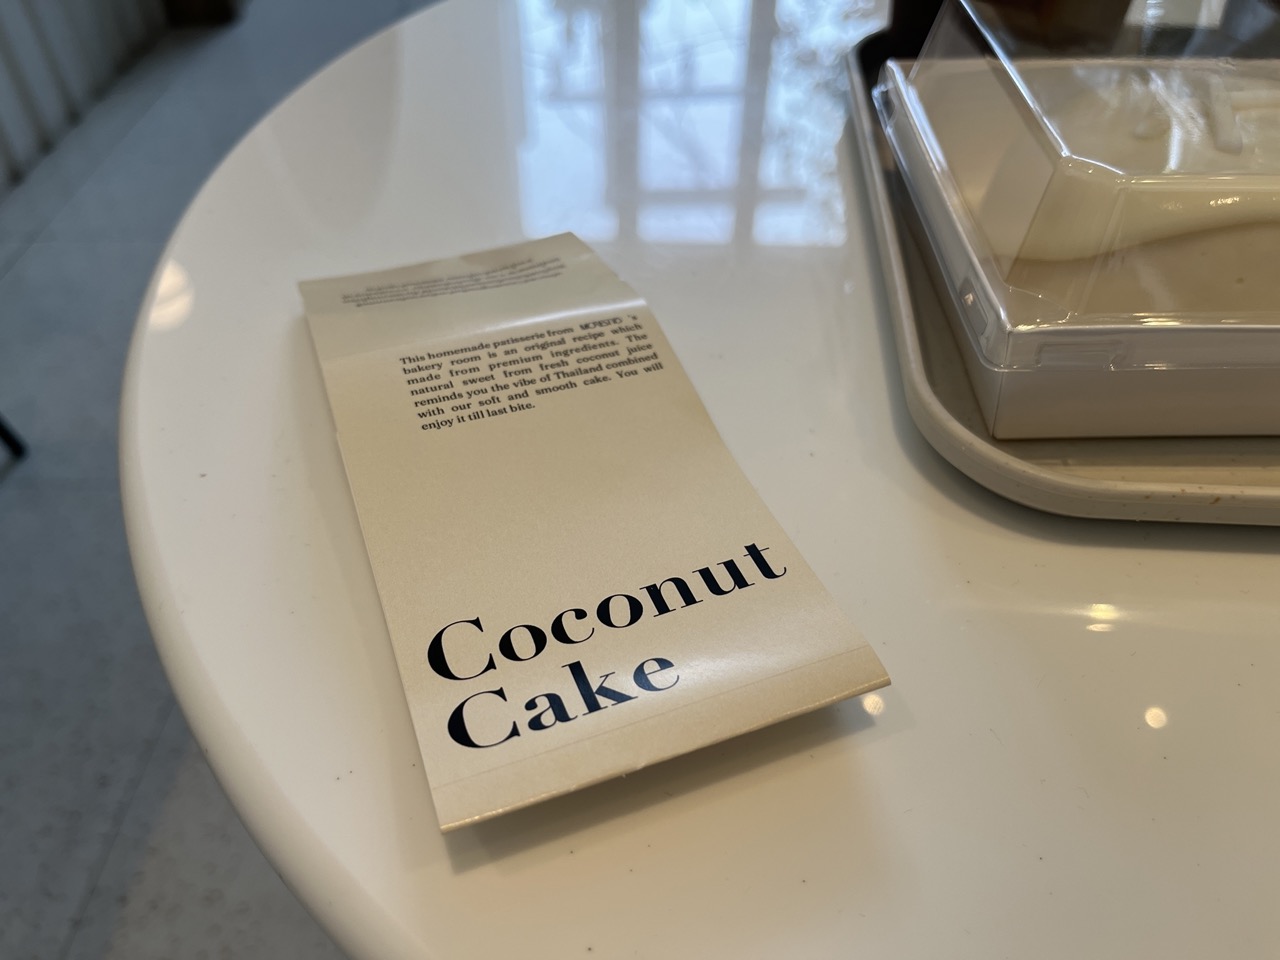 This homemade patisserie from MORISHO 's
bakery room is an original recipe which
made from premium ingredients. The
natural sweet from fresh coconut juice
reminds you the vibe of Thailand combined
with our soft and smooth cake. You will
enjoy it till last bite.
Coconut
Cake